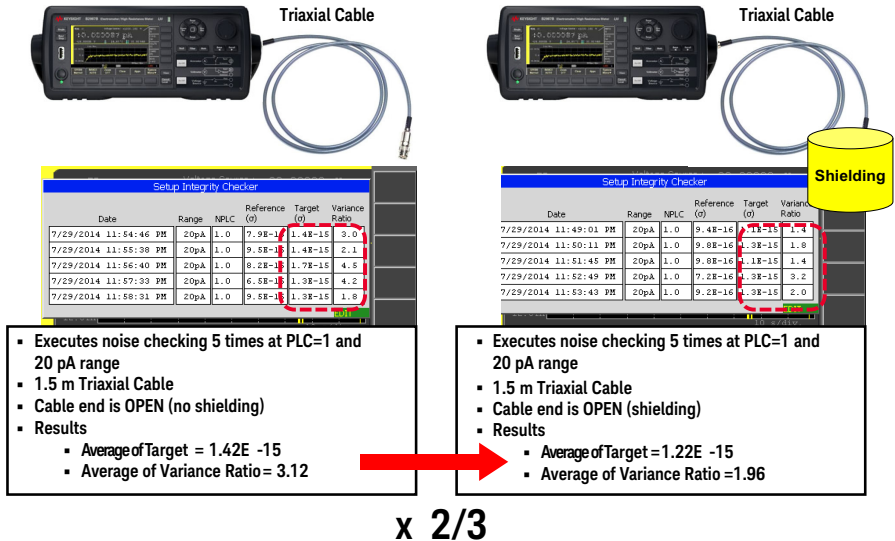 Triaxial Cable
KEYSIGHT
Setup Integrity Checker
Date Range NPLC Reference (σ) Target (σ) Variance Ratio
7/29/2014 11:54:46 PM 20pA 1.0 7.9E-16 1.4E-15 3.0
7/29/2014 11:55:38 PM 20pA 1.0 9.5E-16 1.4E-15 2.1
7/29/2014 11:56:40 PM 20pA 1.0 8.2E-16 1.7E-15 4.5
7/29/2014 11:57:33 PM 20pA 1.0 6.5E-16 1.3E-15 4.2
7/29/2014 11:58:31 PM 20pA 1.0 9.5E-16 1.3E-15 1.8
EDIT
▪ Executes noise checking 5 times at PLC=1 and
20 pA range
▪ 1.5 m Triaxial Cable
▪ Cable end is OPEN (no shielding)
▪ Results
▪ Average of Target = 1.42E -15
▪ Average of Variance Ratio = 3.12
Triaxial Cable
KEYSIGHT
Shielding
Setup Integrity Checker
Date Range NPLC Reference (σ) Target (σ) Variance Ratio
7/29/2014 11:49:01 PM 20pA 1.0 9.4E-16 1.1E-15 1.4
7/29/2014 11:50:11 PM 20pA 1.0 9.8E-16 1.3E-15 1.8
7/29/2014 11:51:45 PM 20pA 1.0 9.8E-16 1.1E-15 1.4
7/29/2014 11:52:49 PM 20pA 1.0 7.2E-16 1.3E-15 3.2
7/29/2014 11:53:43 PM 20pA 1.0 9.2E-16 1.3E-15 2.0
10 s/div.
▪ Executes noise checking 5 times at PLC=1 and
20 pA range
▪ 1.5 m Triaxial Cable
▪ Cable end is OPEN (shielding)
▪ Results
▪ Average of Target =1.22E -15
▪ Average of Variance Ratio =1.96
x 2/3